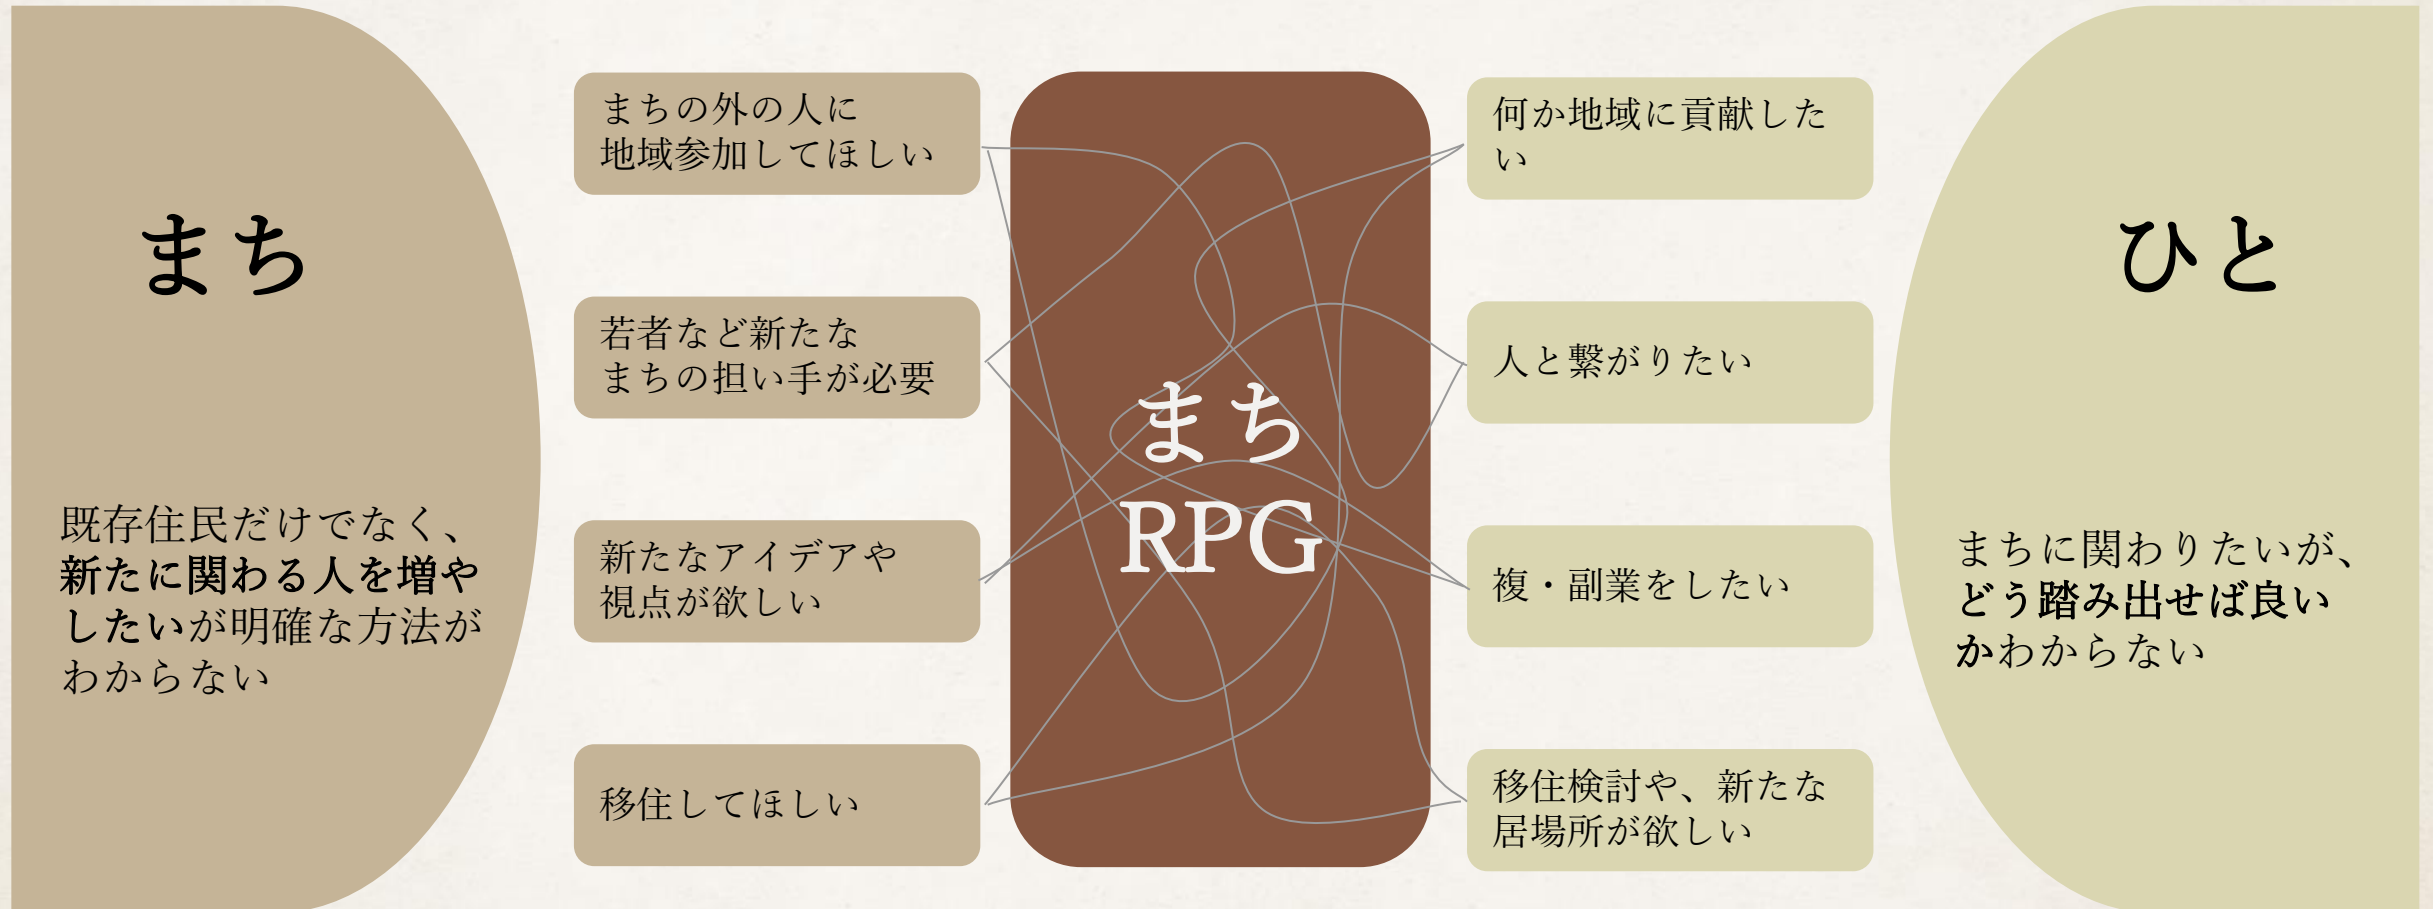 まち
既存住民だけでなく、
新たに関わる人を増や
したいが明確な方法が
わからない
まちの外の人に
地域参加してほしい
若者など新たな
まちの担い手が必要
新たなアイデアや
視点が欲しい
移住してほしい
まち
RPG
何か地域に貢献した
い
人と繋がりたい
複・副業をしたい
移住検討や、新たな
居場所が欲しい
ひと
まちに関わりたいが、
どう踏み出せば良い
かわからない